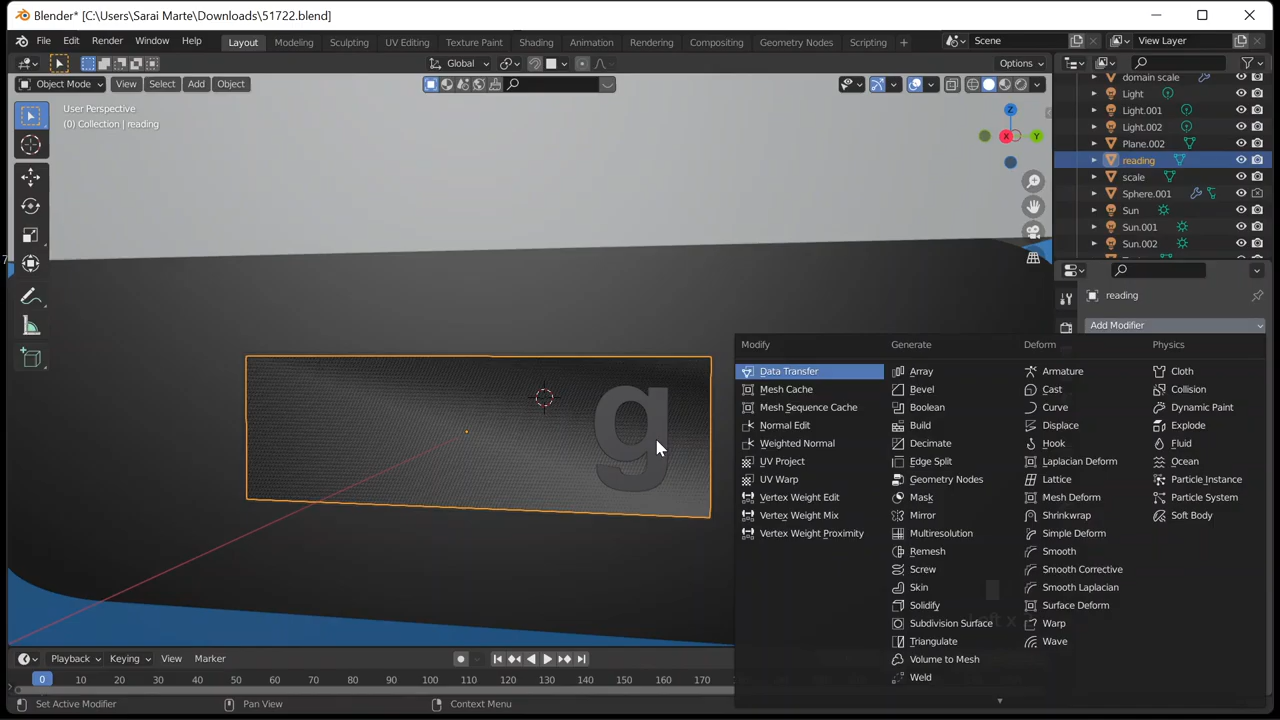 Blender* [C:\Users\Sarai Marte\Downloads\51722.blend]
File Edit Render Window Help Layout Modeling Sculpting UV Editing Texture Paint Shading Animation Rendering Compositing Geometry Nodes Scripting + Scene View Layer
Global Options
Object Mode View Select Add Object
User Perspective
(0) Collection | reading
Z
X Y
domain scale
Light
Light.001
Light.002
Plane.002
reading
scale
Sphere.001
Sun
Sun.001
Sun.002
reading
Add Modifier
7
g
Modify
Data Transfer
Mesh Cache
Mesh Sequence Cache
Normal Edit
Weighted Normal
UV Project
UV Warp
Vertex Weight Edit
Vertex Weight Mix
Vertex Weight Proximity
Generate
Array
Bevel
Boolean
Build
Decimate
Edge Split
Geometry Nodes
Mask
Mirror
Multiresolution
Remesh
Screw
Skin
Solidify
Subdivision Surface
Triangulate
Volume to Mesh
Weld
Deform
Armature
Cast
Curve
Displace
Hook
Laplacian Deform
Lattice
Mesh Deform
Shrinkwrap
Simple Deform
Smooth
Smooth Corrective
Smooth Laplacian
Surface Deform
Warp
Wave
Physics
Cloth
Collision
Dynamic Paint
Explode
Fluid
Ocean
Particle Instance
Particle System
Soft Body
Playback Keying View Marker
0 10 20 30 40 50 60 70 80 90 100 110 120 130 140 150 160 170
Set Active Modifier Pan View Context Menu